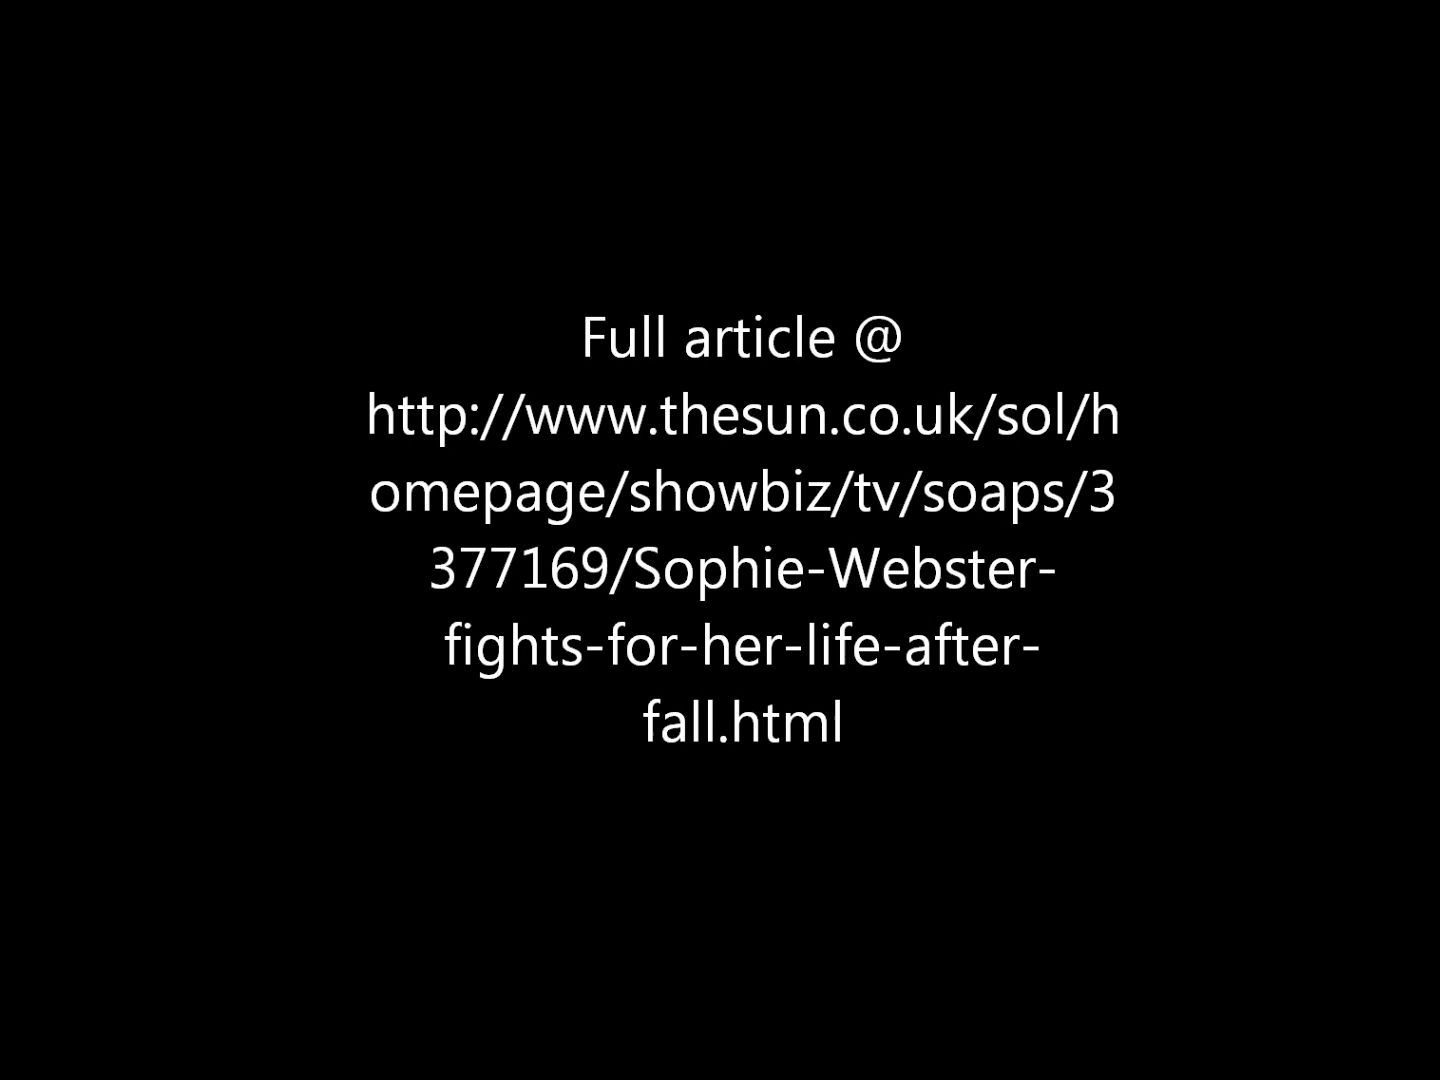 Full article @
http://www.thesun.co.uk/sol/h
omepage/showbiz/tv/soaps/3
377169/Sophie-Webster-
fights-for-her-life-after-
fall.html